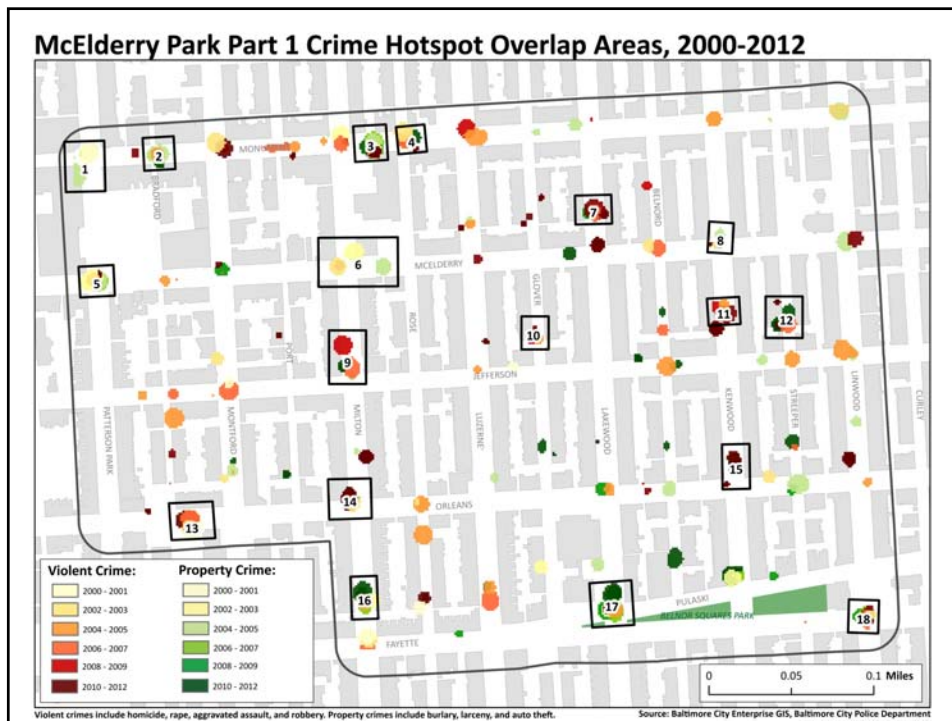 McElderry Park Part 1 Crime Hotspot Overlap Areas, 2000-2012
1
2
BRADFORD
3
4
7
BELNORD
8
5
6
MCELDERRY
GLOVER
ROSE
10
11
12
PORT
9
JEFFERSON
PATTERSON PARK
MONTFORD
MILTON
LUZERNE
LAKEWOOD
KENWOOD
STREEPER
LINWOOD
CURLEY
15
14
ORLEANS
13
16
17
PULASKI
BELNOR SQUARES PARK
18
FAYETTE
Violent Crime: Property Crime:
2000 - 2001 2000 - 2001
2002 - 2003 2002 - 2003
2004 - 2005 2004 - 2005
2006 - 2007 2006 - 2007
2008 - 2009 2008 - 2009
2010 - 2012 2010 - 2012
0 0.1 Miles
Violent crimes include homicide, rape, aggravated assault, and robbery. Property crimes include burlary, larceny, and auto theft.
Source: Baltimore City Enterprise GIS, Baltimore City Police Department